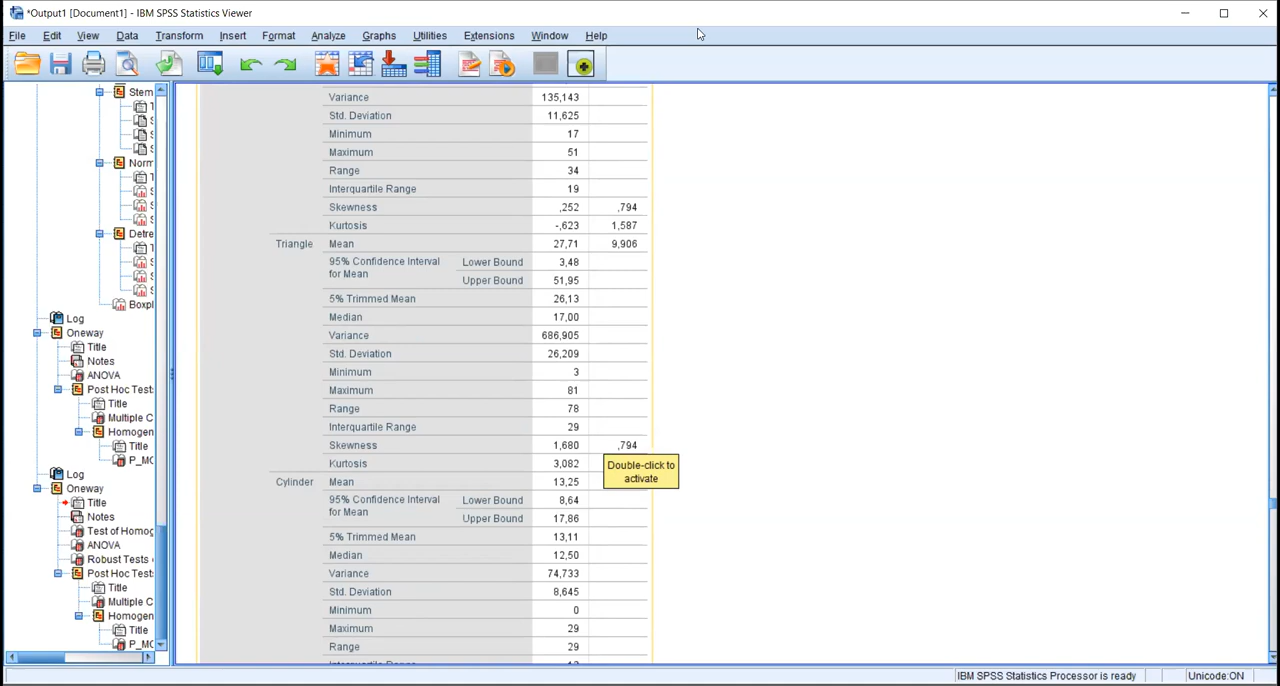 *Output1 [Document1] - IBM SPSS Statistics Viewer
File Edit View Data Transform Insert Format Analyze Graphs Utilities Extensions Window Help
Stem
Norm
Detre
Boxpl
Log
Oneway
Title
Notes
ANOVA
Post Hoc Tests
Title
Multiple C
Homogen
Title
P_MC
Log
Oneway
Title
Notes
Test of Homog
ANOVA
Robust Tests
Post Hoc Tests
Title
Multiple C
Homogen
Title
P_MC
Variance 135,143
Std. Deviation 11,625
Minimum 17
Maximum 51
Range 34
Interquartile Range 19
Skewness ,252 ,794
Kurtosis -,623 1,587
Triangle Mean 27,71 9,906
95% Confidence Interval for Mean Lower Bound 3,48
Upper Bound 51,95
5% Trimmed Mean 26,13
Median 17,00
Variance 686,905
Std. Deviation 26,209
Minimum 3
Maximum 81
Range 78
Interquartile Range 29
Skewness 1,680 ,794
Kurtosis 3,082
Double-click to
activate
Cylinder Mean 13,25
95% Confidence Interval for Mean Lower Bound 8,64
Upper Bound 17,86
5% Trimmed Mean 13,11
Median 12,50
Variance 74,733
Std. Deviation 8,645
Minimum 0
Maximum 29
Range 29
IBM SPSS Statistics Processor is ready Unicode:ON